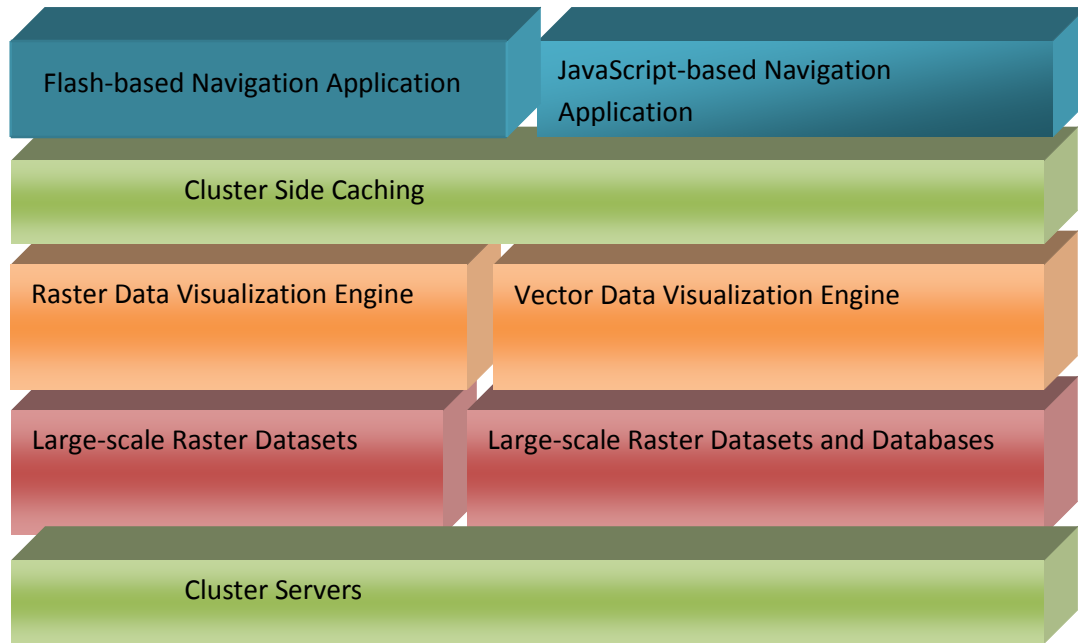 Flash-based Navigation Application
JavaScript-based Navigation
Application
Cluster Side Caching
Raster Data Visualization Engine
Vector Data Visualization Engine
Large-scale Raster Datasets
Large-scale Raster Datasets and Databases
Cluster Servers